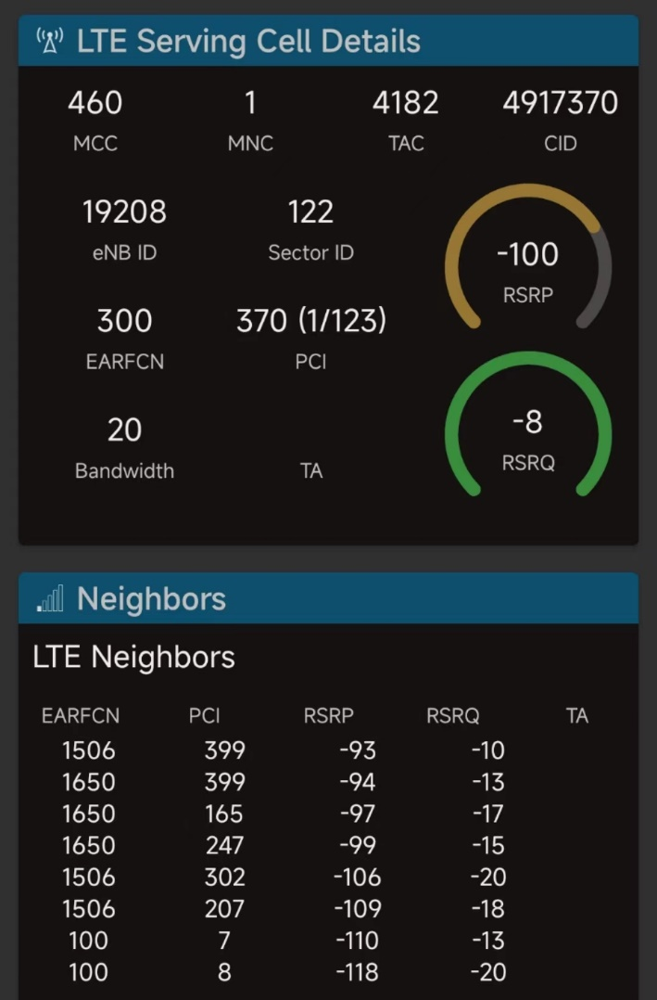 LTE Serving Cell Details
460 1 4182 4917370
MCC MNC TAC CID
19208 122
eNB ID Sector ID
-100
RSRP
300 370 (1/123)
EARFCN PCI
-8
RSRQ
20
Bandwidth TA
Neighbors
LTE Neighbors
EARFCN PCI RSRP RSRQ TA
1506 399 -93 -10
1650 399 -94 -13
1650 165 -97 -17
1650 247 -99 -15
1506 302 -106 -20
1506 207 -109 -18
100 7 -110 -13
100 8 -118 -20